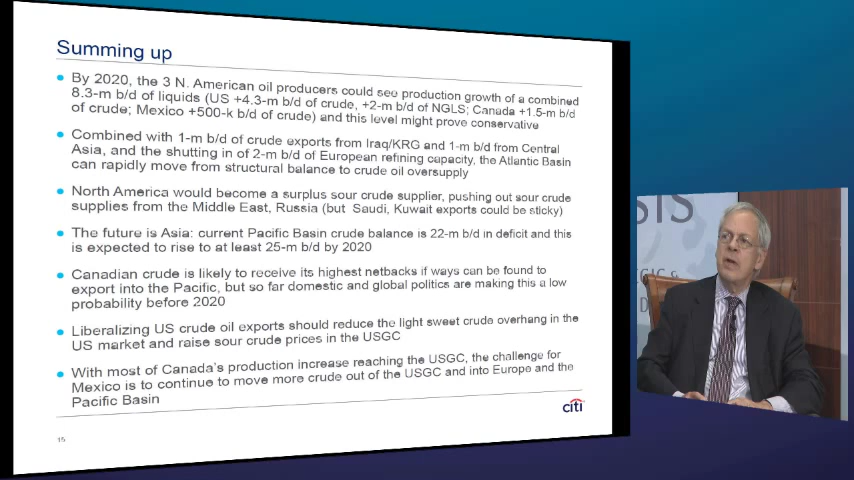 Summing up
By 2020, the 3 N. American oil producers could see production growth of a combined
8.3-m b/d of liquids (US +4.3-m b/d of crude, +2-m b/d of NGLS; Canada +1.5-m b/d
of crude; Mexico +500-k b/d of crude) and this level might prove conservative
Combined with 1-m b/d of crude exports from Iraq/KRG and 1-m b/d from Central
Asia, and the shutting in of 2-m b/d of European refining capacity, the Atlantic Basin
can rapidly move from structural balance to crude oil oversupply
North America would become a surplus sour crude supplier, pushing out sour crude
supplies from the Middle East, Russia (but Saudi, Kuwait exports could be sticky)
The future is Asia: current Pacific Basin crude balance is 22-m b/d in deficit and this
is expected to rise to at least 25-m b/d by 2020
Canadian crude is likely to receive its highest netbacks if ways can be found to
export into the Pacific, but so far domestic and global politics are making this a low
probability before 2020
Liberalizing US crude oil exports should reduce the light sweet crude overhang in the
US market and raise sour crude prices in the USGC
With most of Canada's production increase reaching the USGC, the challenge for
Mexico is to continue to move more crude out of the USGC and into Europe and the
Pacific Basin
citi
15
SIS
GIC &